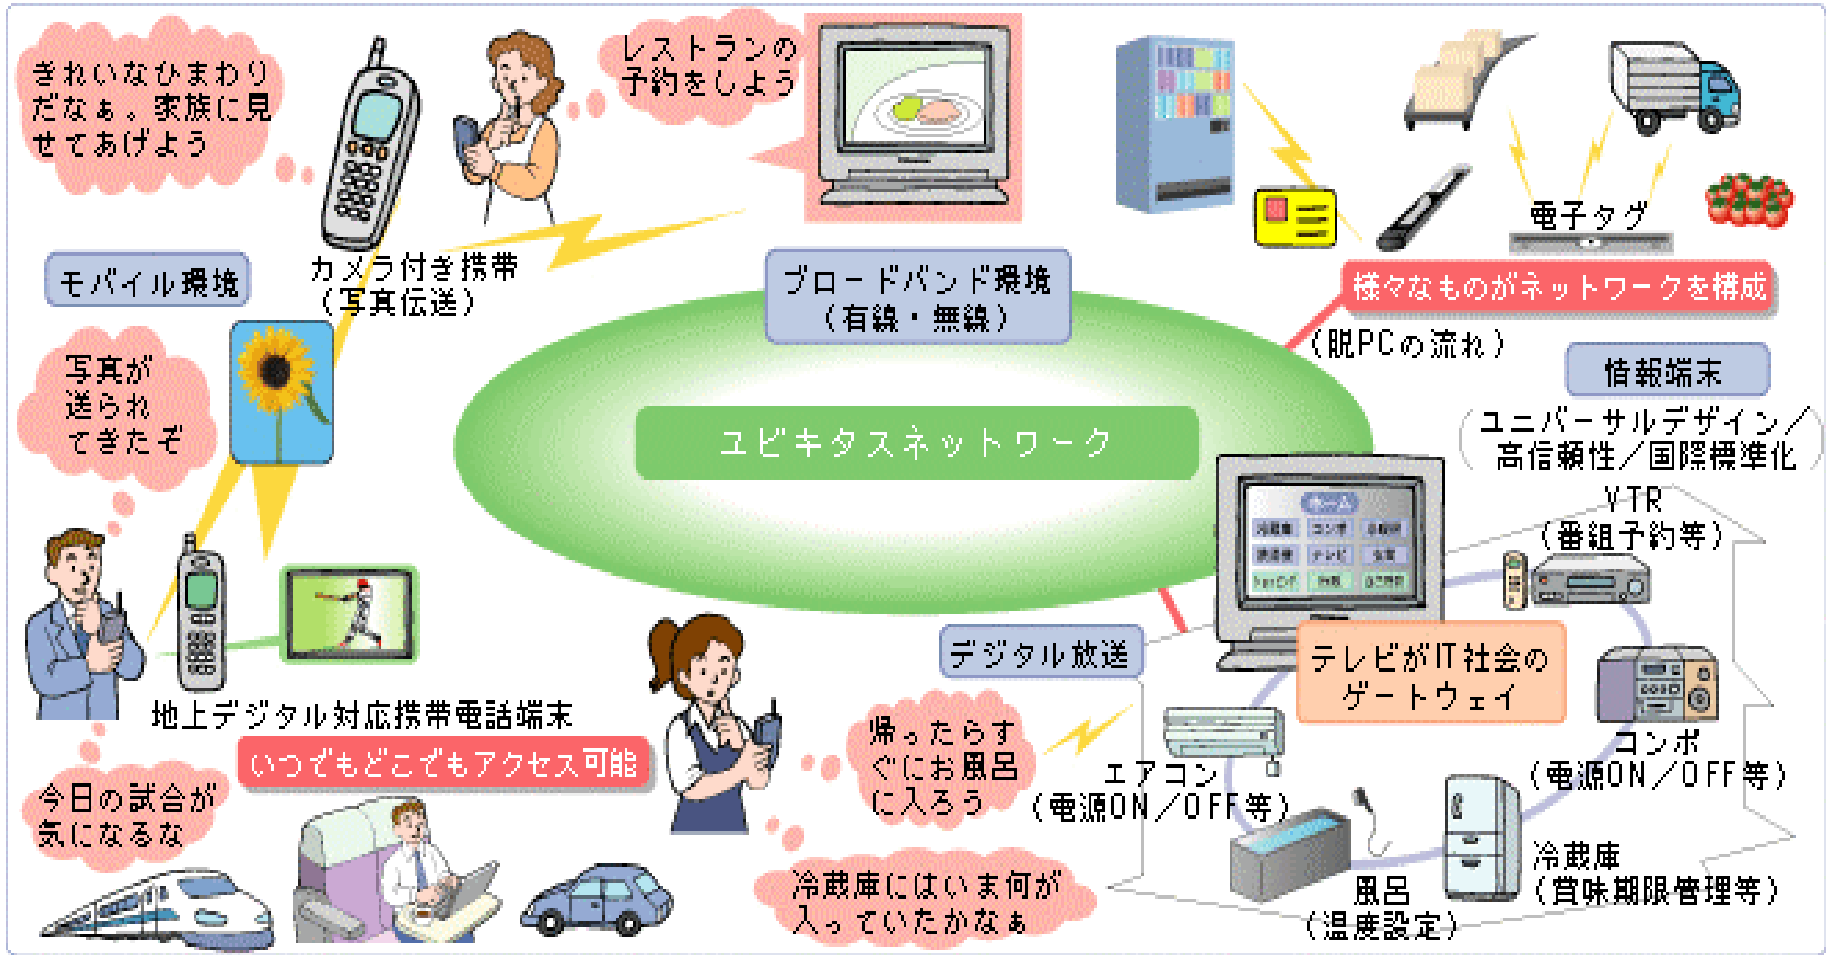 きれいなひまわり
だなぁ。家族に見
せてあげよう
レストランの
予約をしよう
電子タグ
モバイル環境
カメラ付き携帯
（写真伝送）
ブロードバンド環境
（有線・無線）
様々なものがネットワークを構成
（脱PCの流れ）
情報端末
ユニバーサルデザイン／
高信頼性／国際標準化
写真が
送られ
てきたぞ
ユビキタスネットワーク
ホーム
冷蔵庫 コンポ
テレビ
VTR
（番組予約等）
デジタル放送
テレビがIT社会の
ゲートウェイ
地上デジタル対応携帯電話端末
いつでもどこでもアクセス可能
帰ったらす
ぐにお風呂
に入ろう
エアコン
（電源ON／OFF等）
コンポ
（電源ON／OFF等）
今日の試合が
気になるな
冷蔵庫にはいま何が
入っていたかなぁ
風呂
（温度設定）
冷蔵庫
（賞味期限管理等）